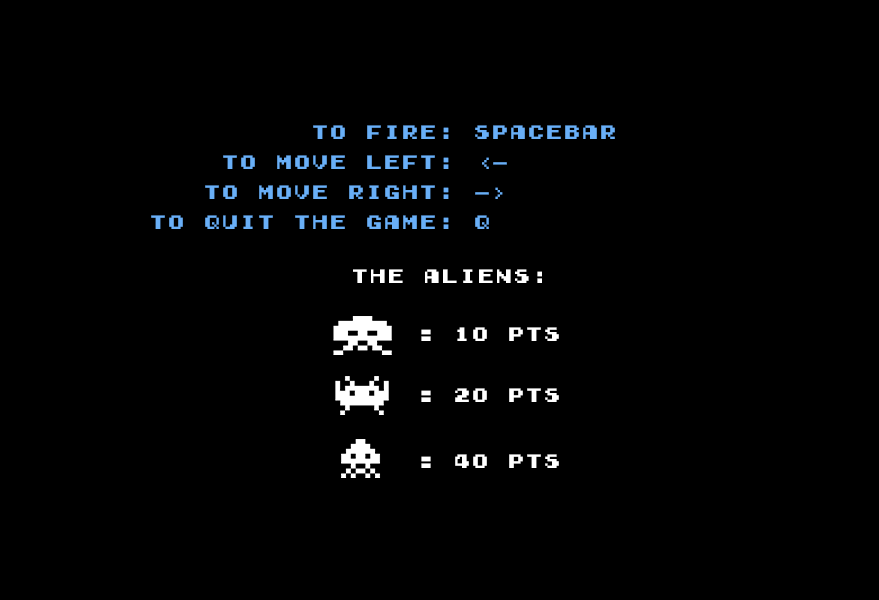 TO FIRE: SPACEBAR
TO MOVE LEFT: <–
TO MOVE RIGHT: –>
TO QUIT THE GAME: Q
THE ALIENS:
= 10 PTS
= 20 PTS
= 40 PTS